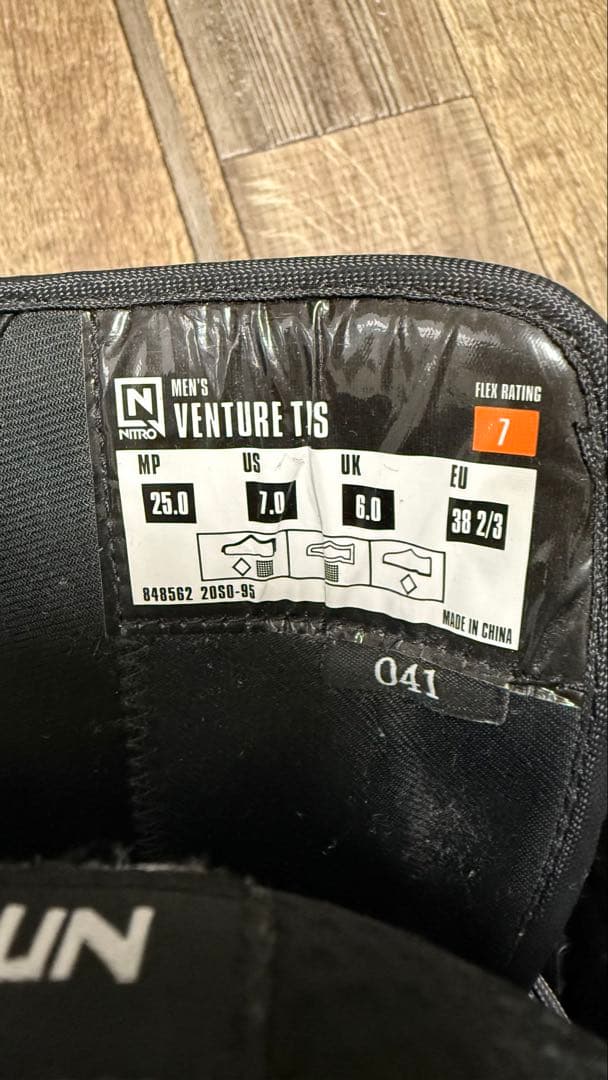 MEN'S
FLEX RATING
NITRO
VENTURE TLS
7
MP US UK EU
25.0 7.0 6.0 38 2/3
848562 20S0-95
MADE IN CHINA
041
UN